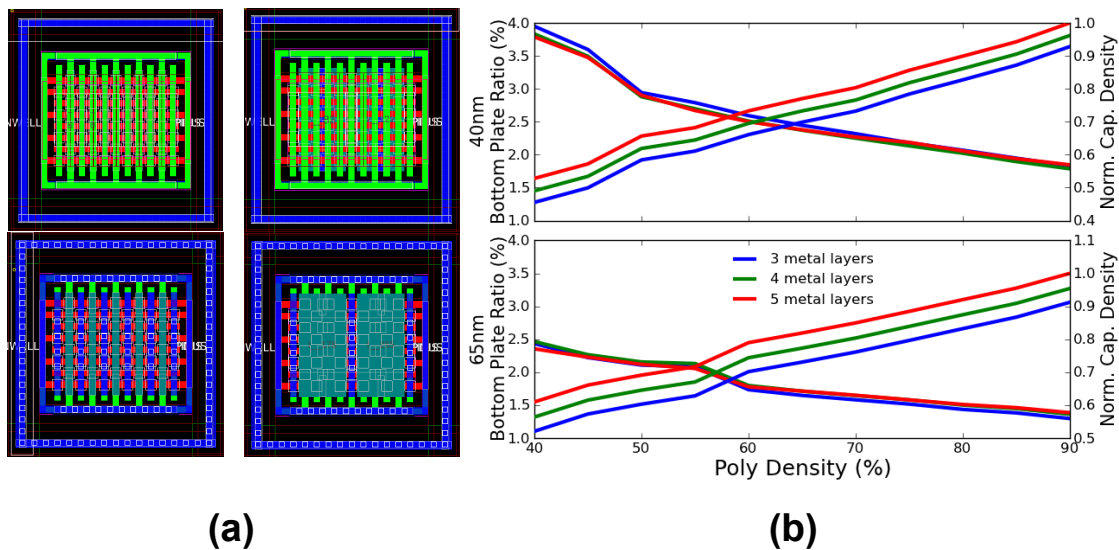 4.0
3.5
3.0
2.5
2.0
1.5
1.0
40nm
Bottom Plate Ratio (%)
1.0
0.9
0.8
0.7
0.6
0.5
0.4
Norm. Cap. Density
4.0
3.5
3.0
2.5
2.0
1.5
1.0
65nm
Bottom Plate Ratio (%)
3 metal layers
4 metal layers
5 metal layers
1.1
1.0
0.9
0.8
0.7
0.6
0.5
Norm. Cap. Density
40
50
60
70
80
90
Poly Density (%)
(a)
(b)